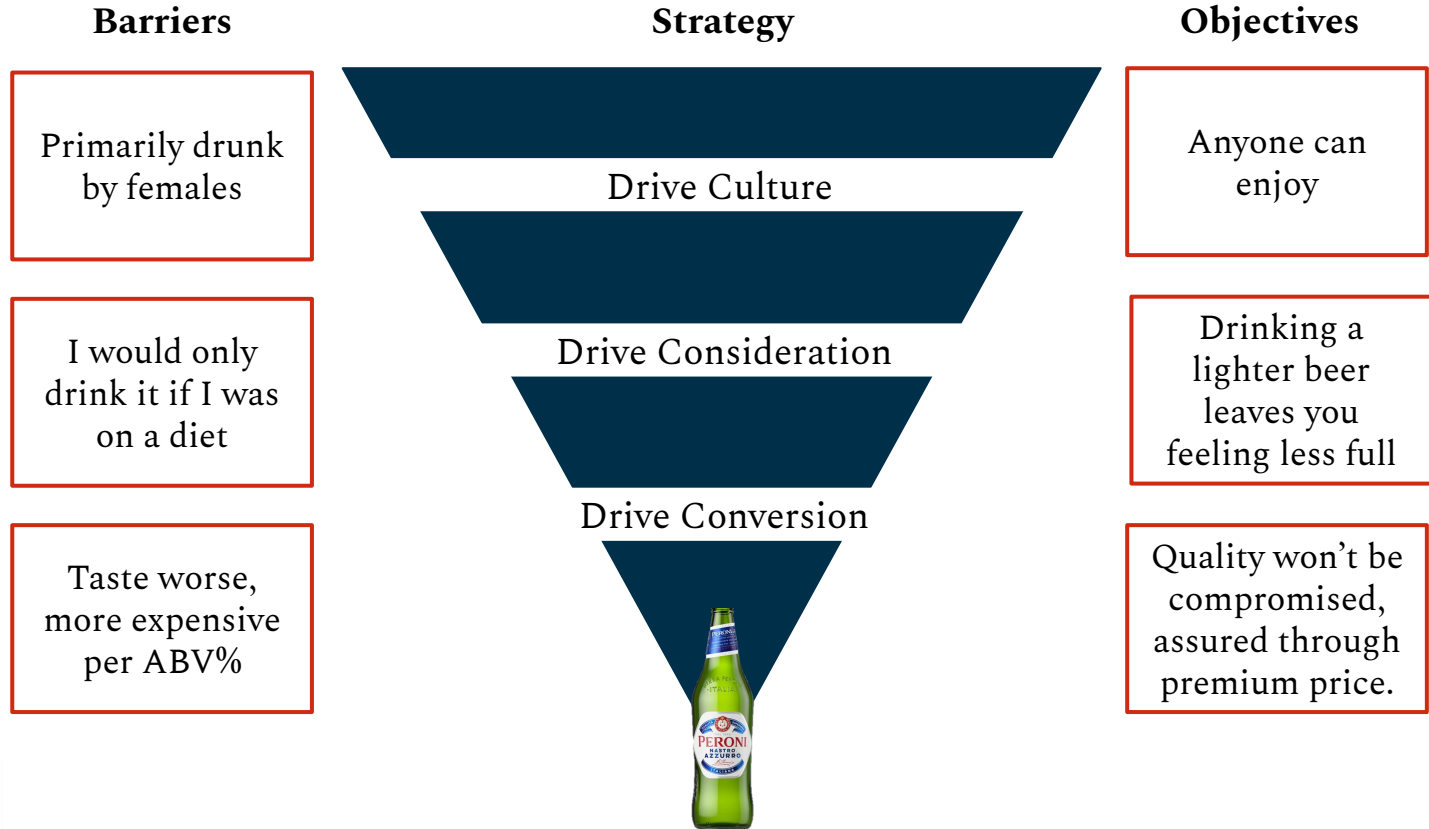 Barriers
Strategy
Objectives
Primarily drunk
by females
Anyone can
enjoy
Drive Culture
I would only
drink it if I was
on a diet
Drive Consideration
Drinking a
lighter beer
leaves you
feeling less full
Drive Conversion
Taste worse,
more expensive
per ABV%
Quality won’t be
compromised,
assured through
premium price.
PERONI
ITALIA
PERONI
NASTRO
AZZURRO